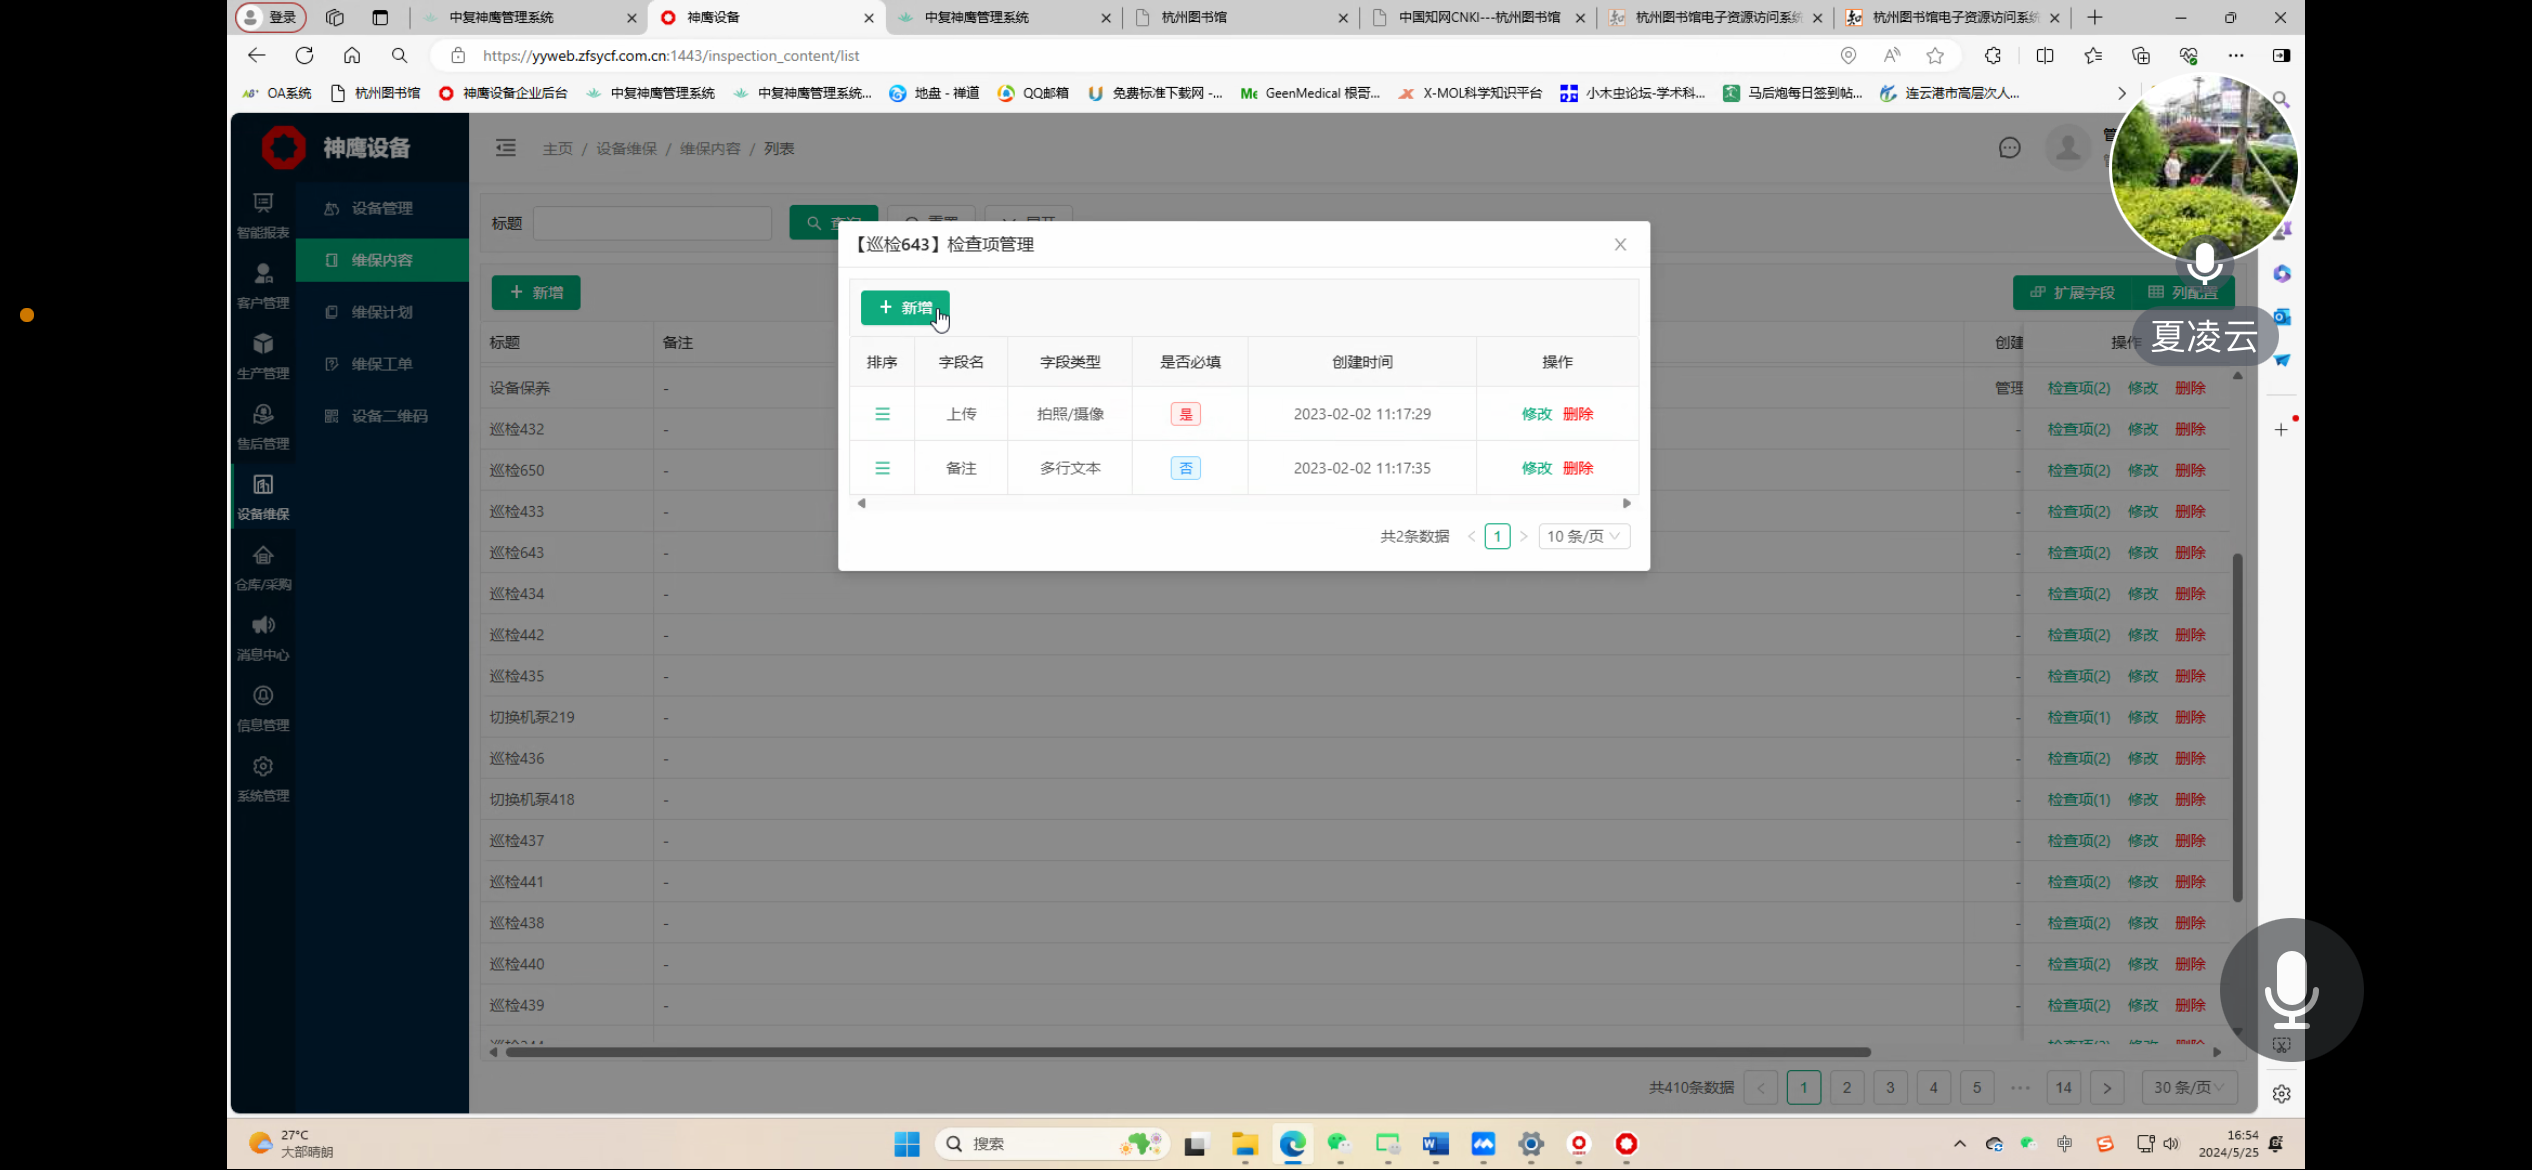 登录
中复神鹰管理系统
神鹰设备
中复神鹰管理系统
杭州图书馆
中国知网CNKI---杭州图书馆
杭州图书馆电子资源访问系统
杭州图书馆电子资源访问系统
https://yyweb.zfsycf.com.cn:1443/inspection_content/list
OA系统
杭州图书馆
神鹰设备企业后台
中复神鹰管理系统
中复神鹰管理系统...
地盘 - 禅道
QQ邮箱
免费标准下载网 -...
GeenMedical 根哥...
X-MOL科学知识平台
小木虫论坛-学术科...
马后炮每日签到帖...
连云港市高层次人...
神鹰设备
主页 / 设备维保 / 维保内容 / 列表
智能报表
客户管理
生产管理
售后管理
设备维保
仓库/采购
消息中心
信息管理
系统管理
设备管理
维保内容
维保计划
维保工单
设备二维码
标题
新增
扩展字段
列配置
夏凌云
标题 备注 创建 操作
设备保养 - 管理 检查项(2) 修改 删除
巡检432 - - 检查项(2) 修改 删除
巡检650 - - 检查项(2) 修改 删除
巡检433 - - 检查项(2) 修改 删除
巡检643 - - 检查项(2) 修改 删除
巡检434 - - 检查项(2) 修改 删除
巡检442 - - 检查项(2) 修改 删除
巡检435 - - 检查项(2) 修改 删除
切换机泵219 - - 检查项(1) 修改 删除
巡检436 - - 检查项(2) 修改 删除
切换机泵418 - - 检查项(1) 修改 删除
巡检437 - - 检查项(2) 修改 删除
巡检441 - - 检查项(2) 修改 删除
巡检438 - - 检查项(2) 修改 删除
巡检440 - - 检查项(2) 修改 删除
巡检439 - - 检查项(2) 修改 删除
共410条数据 < 1 2 3 4 5 ••• 14 > 30 条/页
【巡检643】检查项管理
新增
排序 字段名 字段类型 是否必填 创建时间 操作
上传 拍照/摄像 是 2023-02-02 11:17:29 修改 删除
备注 多行文本 否 2023-02-02 11:17:35 修改 删除
共2条数据 < 1 > 10 条/页
27°C
大部晴朗
搜索
中
16:54
2024/5/25